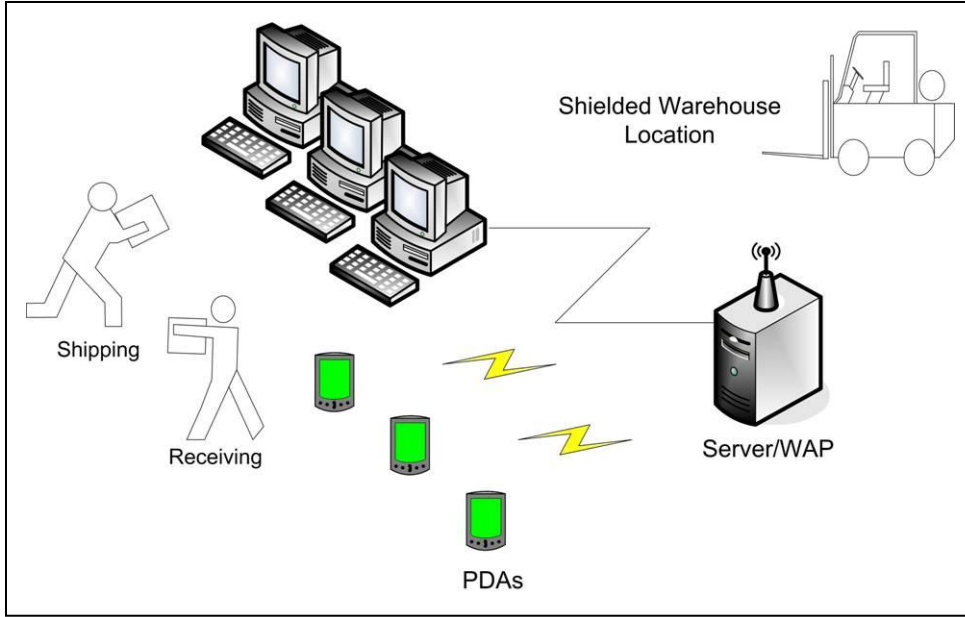 Shielded Warehouse
Location
Shipping
Receiving
Server/WAP
PDAs